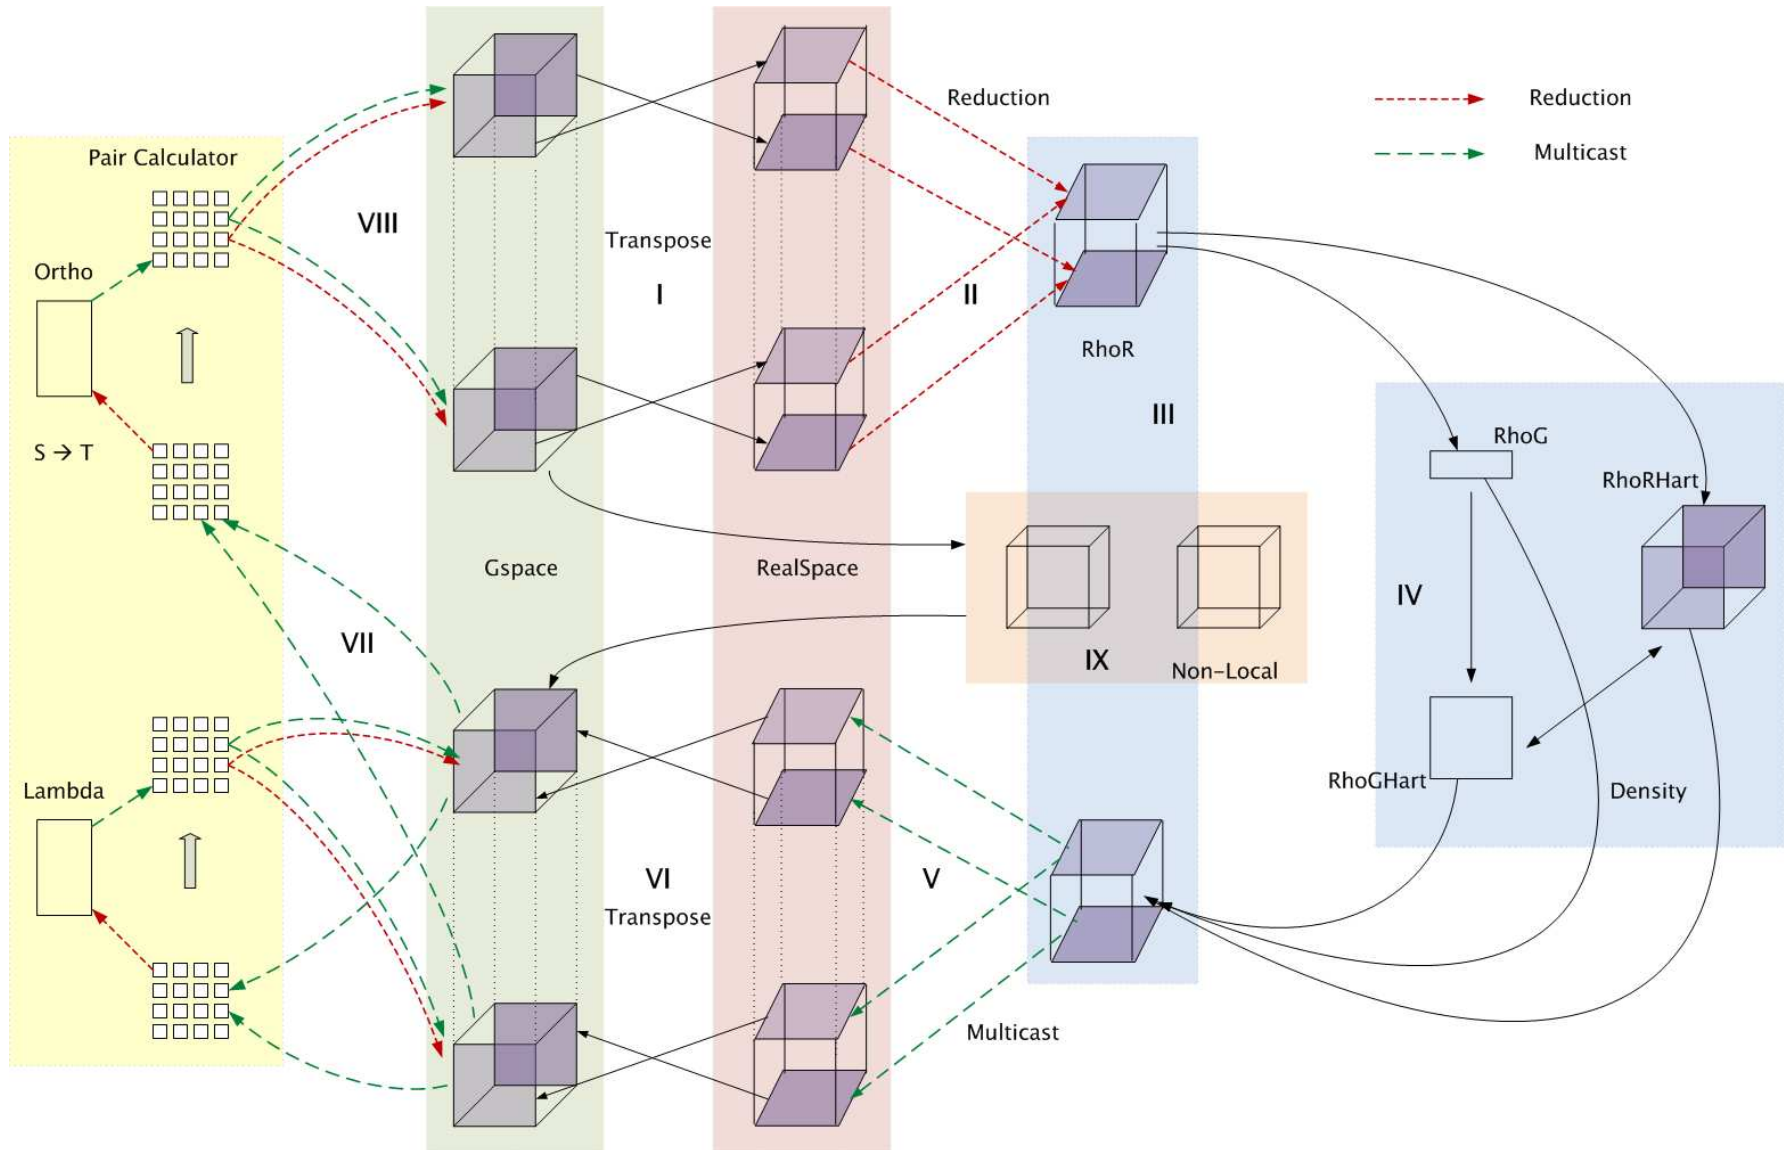 Reduction
Reduction
Multicast
Pair Calculator
VIII
Transpose
Ortho
I
II
RhoR
III
S → T
RhoG
RhoRHart
Gspace
RealSpace
IV
VII
IX
Non-Local
RhoGHart
Lambda
Density
VI
V
Transpose
Multicast